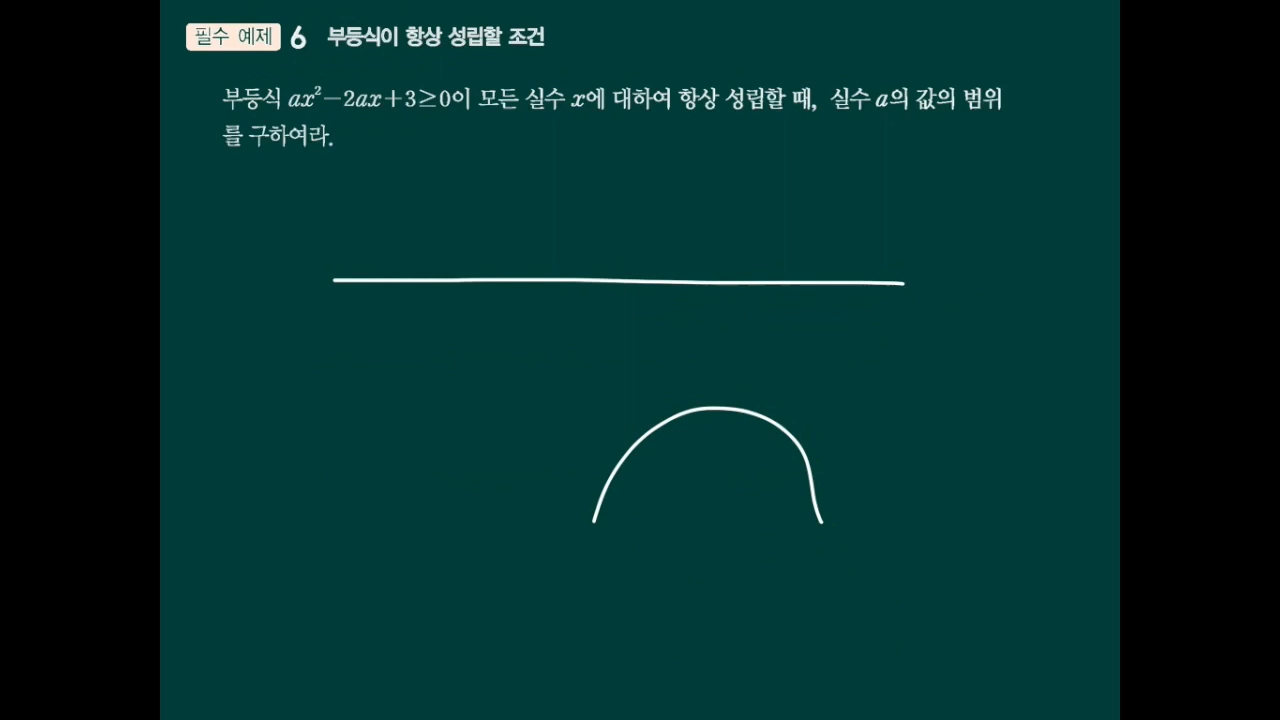 필수 예제 6 부등식이 항상 성립할 조건
부등식 ax²-2ax+3≥0이 모든 실수 x에 대하여 항상 성립할 때, 실수 a의 값의 범위
를 구하여라.